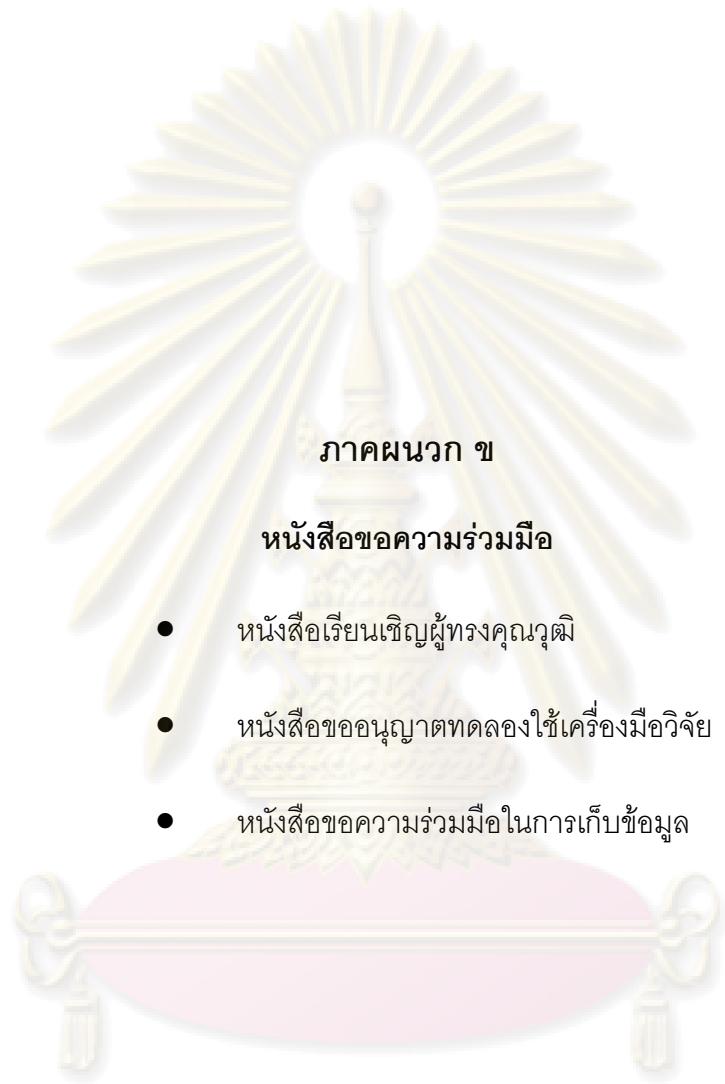 ภาคผนวก ข
หนังสือขอความร่วมมือ
● หนังสือเรียนเชิญผู้ทรงคุณวุฒิ
● หนังสือขออนุญาตทดลองใช้เครื่องมือวิจัย
● หนังสือขอความร่วมมือในการเก็บข้อมูล